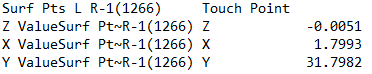 Surf Pts L R-1(1266) Touch Point
Z ValueSurf Pt~R-1(1266) Z -0.0051
X ValueSurf Pt~R-1(1266) X 1.7993
Y ValueSurf Pt~R-1(1266) Y 31.7982